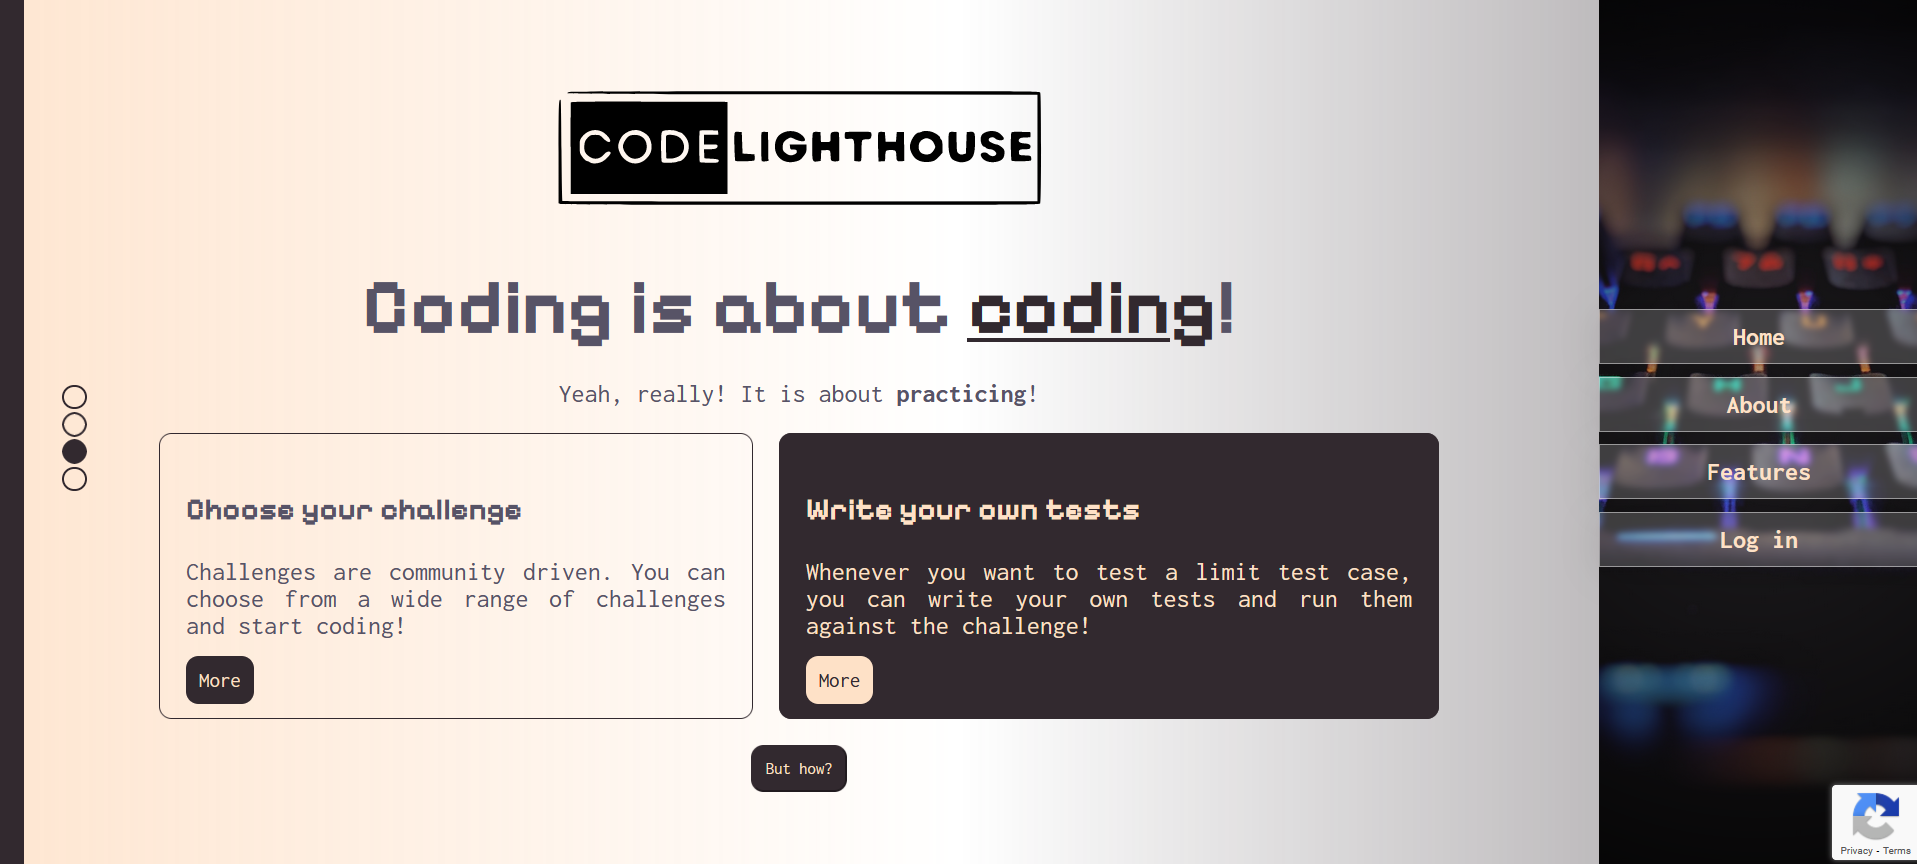 CODE LIGHTHOUSE
Coding is about coding!
Yeah, really! It is about practicing!
Choose your challenge
Challenges are community driven. You can
choose from a wide range of challenges
and start coding!
More
Write your own tests
Whenever you want to test a limit test case,
you can write your own tests and run them
against the challenge!
More
But how?
Home
About
Features
Log in
Privacy - Terms